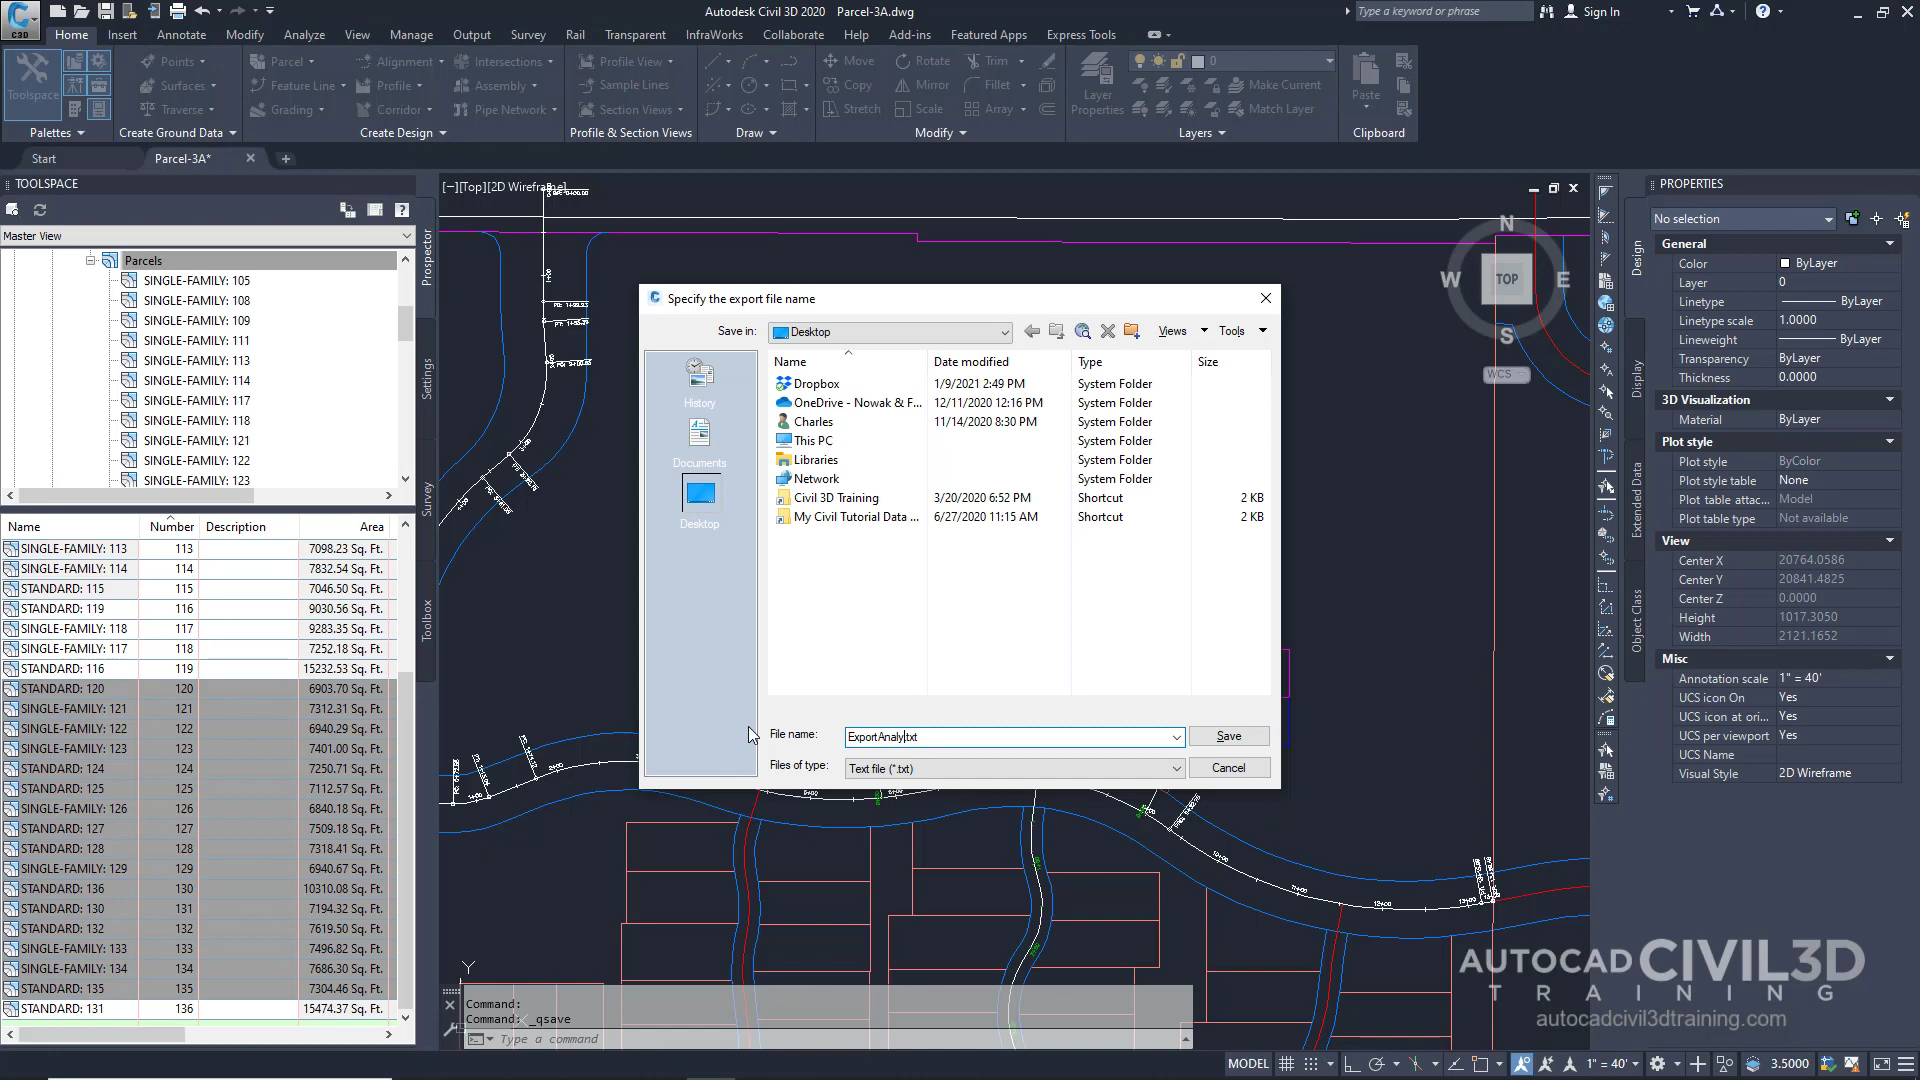 Autodesk Civil 3D 2020 Parcel-3A.dwg
Type a keyword or phrase
Sign In
C3D
Home Insert Annotate Modify Analyze View Manage Output Survey Rail Transparent InfraWorks Collaborate Help Add-ins Featured Apps Express Tools
Toolspace
Points
Surfaces
Traverse
Parcel
Feature Line
Grading
Alignment
Profile
Corridor
Intersections
Assembly
Pipe Network
Profile View
Sample Lines
Section Views
Move
Copy
Stretch
Rotate
Mirror
Scale
Trim
Fillet
Array
Layer
Properties
0
Make Current
Match Layer
Paste
Palettes Create Ground Data Create Design Profile & Section Views Draw Modify Layers Clipboard
Start Parcel-3A*
TOOLSPACE
Master View
Parcels
SINGLE-FAMILY: 105
SINGLE-FAMILY: 108
SINGLE-FAMILY: 109
SINGLE-FAMILY: 111
SINGLE-FAMILY: 113
SINGLE-FAMILY: 114
SINGLE-FAMILY: 117
SINGLE-FAMILY: 118
SINGLE-FAMILY: 121
SINGLE-FAMILY: 122
SINGLE-FAMILY: 123
Name Number Description Area
SINGLE-FAMILY: 113 113 7098.23 Sq. Ft.
SINGLE-FAMILY: 114 114 7832.54 Sq. Ft.
STANDARD: 115 115 7046.50 Sq. Ft.
STANDARD: 119 116 9030.56 Sq. Ft.
SINGLE-FAMILY: 118 117 9283.35 Sq. Ft.
SINGLE-FAMILY: 117 118 7252.18 Sq. Ft.
STANDARD: 116 119 15232.53 Sq. Ft.
STANDARD: 120 120 6903.70 Sq. Ft.
SINGLE-FAMILY: 121 121 7312.31 Sq. Ft.
SINGLE-FAMILY: 122 122 6940.29 Sq. Ft.
SINGLE-FAMILY: 123 123 7401.00 Sq. Ft.
STANDARD: 124 124 7250.71 Sq. Ft.
STANDARD: 125 125 7112.57 Sq. Ft.
SINGLE-FAMILY: 126 126 6840.18 Sq. Ft.
STANDARD: 127 127 7509.18 Sq. Ft.
STANDARD: 128 128 7318.41 Sq. Ft.
SINGLE-FAMILY: 129 129 6940.67 Sq. Ft.
STANDARD: 136 130 10310.08 Sq. Ft.
STANDARD: 130 131 7194.32 Sq. Ft.
STANDARD: 132 132 7619.50 Sq. Ft.
SINGLE-FAMILY: 133 133 7496.82 Sq. Ft.
SINGLE-FAMILY: 134 134 7686.30 Sq. Ft.
STANDARD: 135 135 7304.46 Sq. Ft.
STANDARD: 131 136 15474.37 Sq. Ft.
Prospector
Settings
Survey
Toolbox
[−][Top][2D Wireframe]
N
W TOP E
S
WCS
Specify the export file name
Save in: Desktop Views Tools
History
Documents
Desktop
Name Date modified Type Size
Dropbox 1/9/2021 2:49 PM System Folder
OneDrive - Nowak & F... 12/11/2020 12:16 PM System Folder
Charles 11/14/2020 8:30 PM System Folder
This PC System Folder
Libraries System Folder
Network System Folder
Civil 3D Training 3/20/2020 6:52 PM Shortcut 2 KB
My Civil Tutorial Data ... 6/27/2020 11:15 AM Shortcut 2 KB
File name: ExportAnaly.txt Save
Files of type: Text file (*.txt) Cancel
10+00
11+00
12+00
13+00
Y
Command:
Command: _qsave
Type a command
PROPERTIES
No selection
General
Color ByLayer
Layer 0
Linetype ByLayer
Linetype scale 1.0000
Lineweight ByLayer
Transparency ByLayer
Thickness 0.0000
3D Visualization
Material ByLayer
Plot style
Plot style ByColor
Plot style table None
Plot table attac... Model
Plot table type Not available
View
Center X 20764.0586
Center Y 20841.4825
Center Z 0.0000
Height 1017.3050
Width 2121.1652
Misc
Annotation scale 1" = 40'
UCS icon On Yes
UCS icon at ori... Yes
UCS per viewport Yes
UCS Name
Visual Style 2D Wireframe
Design
Display
Extended Data
Object Class
AUTOCAD CIVIL3D
TRAINING
autocadcivil3dtraining.com
MODEL 1" = 40' 3.5000